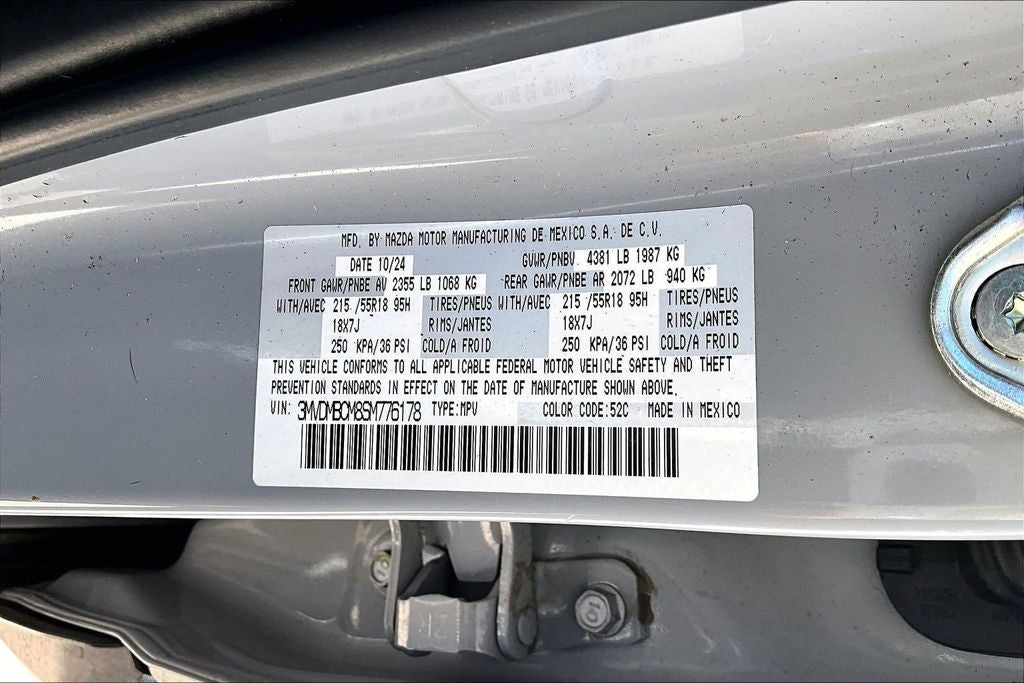 MFD. BY MAZDA MOTOR MANUFACTURING DE MEXICO S.A. DE C.V.
DATE 10/24 GVWR/PNBV. 4381 LB 1987 KG
FRONT GAWR/PNBE AV 2355 LB 1068 KG REAR GAWR/PNBE AR 2072 LB 940 KG
WITH/AVEC 215 /55R18 95H TIRES/PNEUS WITH/AVEC 215 /55R18 95H TIRES/PNEUS
18X7J RIMS/JANTES 18X7J RIMS/JANTES
250 KPA/36 PSI COLD/A FROID 250 KPA/36 PSI COLD/A FROID
THIS VEHICLE CONFORMS TO ALL APPLICABLE FEDERAL MOTOR VEHICLE SAFETY AND THEFT
PREVENTION STANDARDS IN EFFECT ON THE DATE OF MANUFACTURE SHOWN ABOVE.
VIN: 3MVDMBCM8SM776178 TYPE:MPV COLOR CODE:52C MADE IN MEXICO